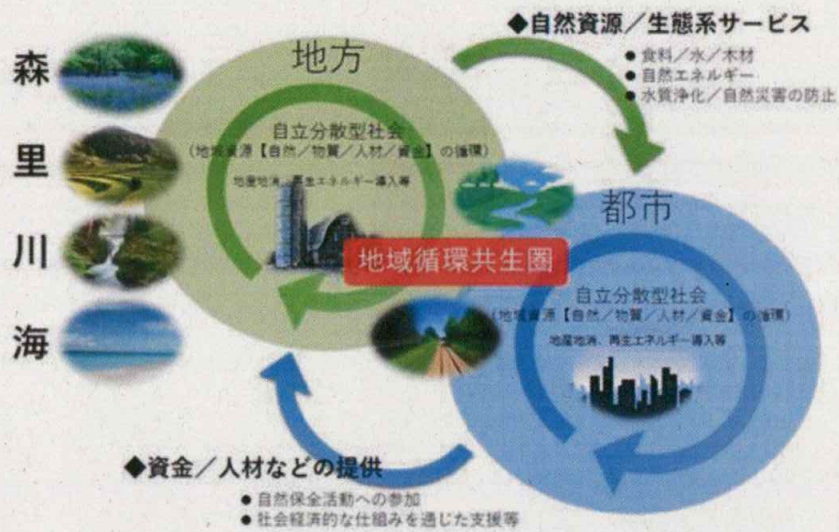 ◆自然資源／生態系サービス
● 食料／水／木材
● 自然エネルギー
● 水質浄化／自然災害の防止
森
里
川
海
地方
自立分散型社会
(地域資源【自然／物質／人材／資金】の循環)
地産地消、再生エネルギー導入等
地域循環共生圏
都市
自立分散型社会
(地域資源【自然／物質／人材／資金】の循環)
地産地消、再生エネルギー導入等
◆資金／人材などの提供
● 自然保全活動への参加
● 社会経済的な仕組みを通じた支援等